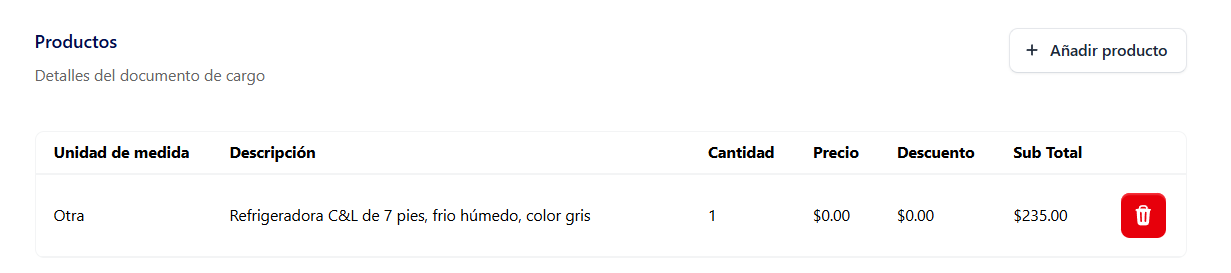 Productos
Detalles del documento de cargo
+ Añadir producto
Unidad de medida Descripción Cantidad Precio Descuento Sub Total
Otra Refrigeradora C&L de 7 pies, frio húmedo, color gris 1 $0.00 $0.00 $235.00